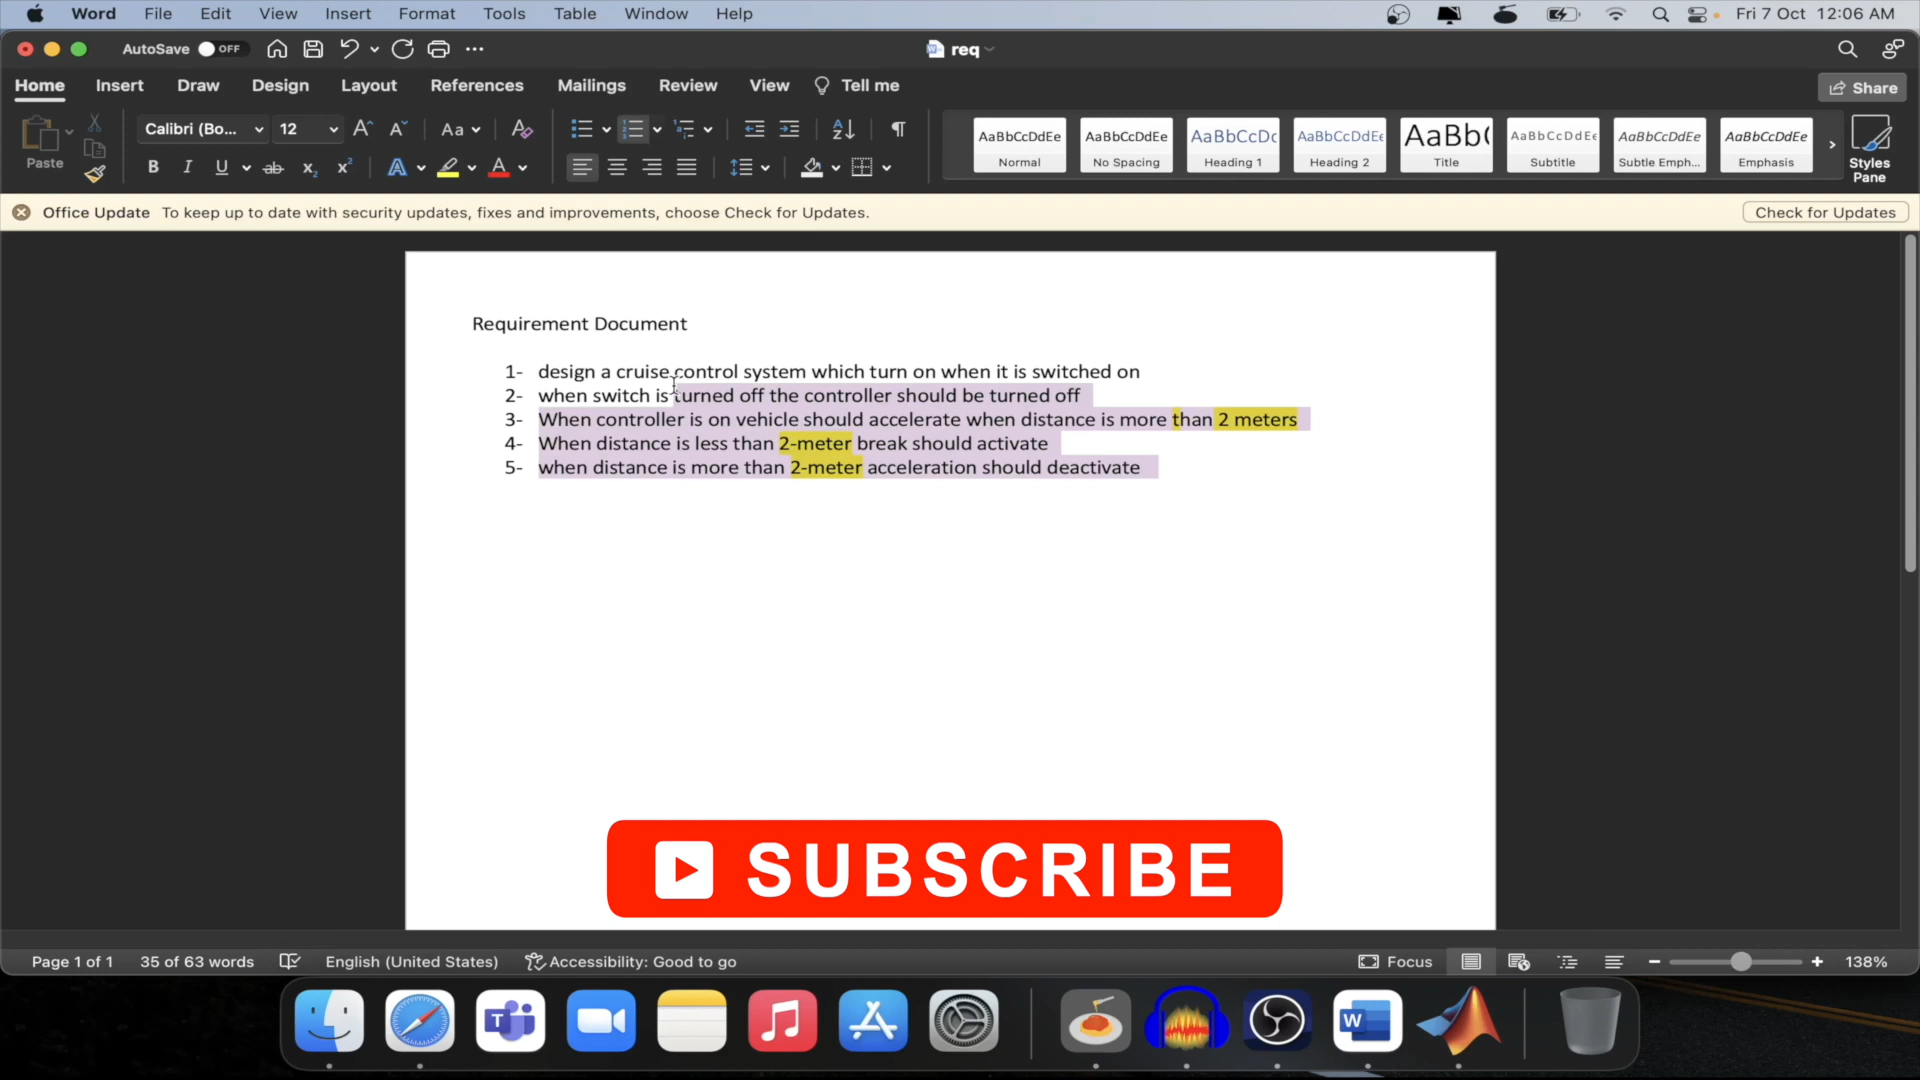 Word File Edit View Insert Format Tools Table Window Help Fri 7 Oct 12:06 AM
AutoSave OFF req
Home Insert Draw Design Layout References Mailings Review View Tell me Share
Paste Calibri (Bo... 12 Aa
B I U ab x₂ x² A A
AaBbCcDdEe AaBbCcDdEe AaBbCcDc AaBbCcDdEe AaBb( AaBbCcDdEe AaBbCcDdEe AaBbCcDdEe
Normal No Spacing Heading 1 Heading 2 Title Subtitle Subtle Emph... Emphasis Styles Pane
Office Update To keep up to date with security updates, fixes and improvements, choose Check for Updates. Check for Updates
Requirement Document
1- design a cruise control system which turn on when it is switched on
2- when switch is turned off the controller should be turned off
3- When controller is on vehicle should accelerate when distance is more than 2 meters
4- When distance is less than 2-meter break should activate
5- when distance is more than 2-meter acceleration should deactivate
SUBSCRIBE
Page 1 of 1 35 of 63 words English (United States) Accessibility: Good to go Focus 138%